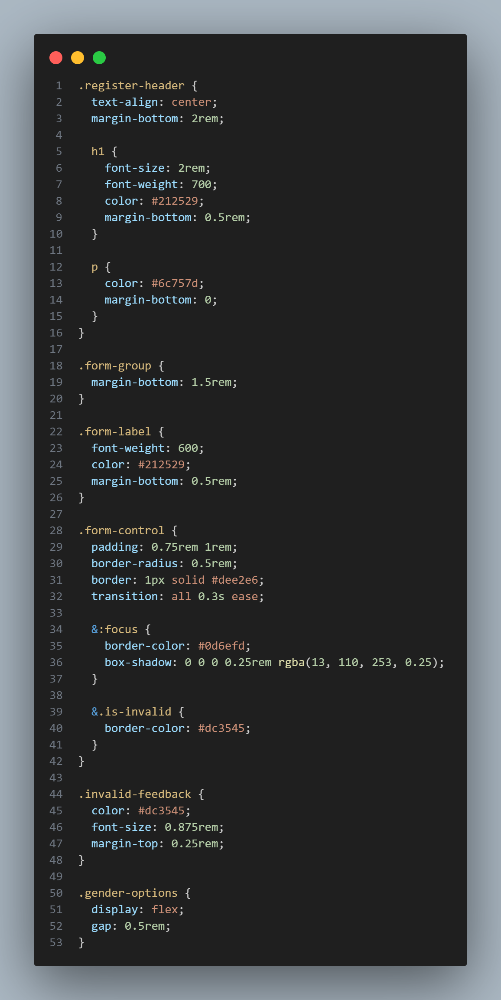 1 .register-header {
2   text-align: center;
3   margin-bottom: 2rem;
4
5   h1 {
6     font-size: 2rem;
7     font-weight: 700;
8     color: #212529;
9     margin-bottom: 0.5rem;
10   }
11
12   p {
13     color: #6c757d;
14     margin-bottom: 0;
15   }
16 }
17
18 .form-group {
19   margin-bottom: 1.5rem;
20 }
21
22 .form-label {
23   font-weight: 600;
24   color: #212529;
25   margin-bottom: 0.5rem;
26 }
27
28 .form-control {
29   padding: 0.75rem 1rem;
30   border-radius: 0.5rem;
31   border: 1px solid #dee2e6;
32   transition: all 0.3s ease;
33
34   &:focus {
35     border-color: #0d6efd;
36     box-shadow: 0 0 0 0.25rem rgba(13, 110, 253, 0.25);
37   }
38
39   &.is-invalid {
40     border-color: #dc3545;
41   }
42 }
43
44 .invalid-feedback {
45   color: #dc3545;
46   font-size: 0.875rem;
47   margin-top: 0.25rem;
48 }
49
50 .gender-options {
51   display: flex;
52   gap: 0.5rem;
53 }